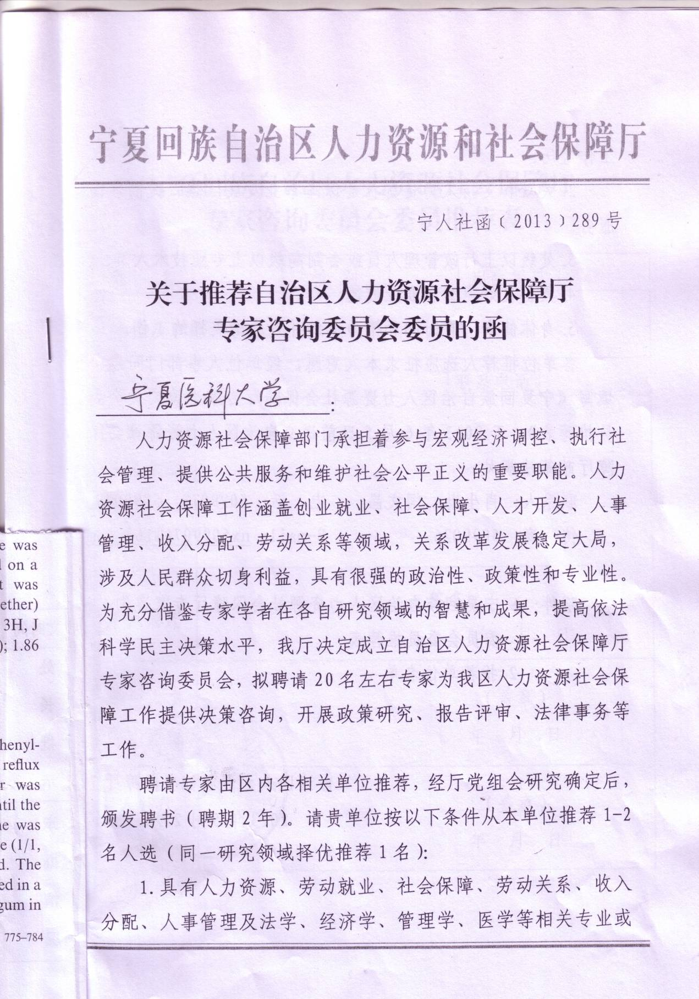 宁夏回族自治区人力资源和社会保障厅
宁人社函﹝2013﹞289号
关于推荐自治区人力资源社会保障厅
专家咨询委员会委员的函
宁夏医科大学:
人力资源社会保障部门承担着参与宏观经济调控、执行社
会管理、提供公共服务和维护社会公平正义的重要职能。人力
资源社会保障工作涵盖创业就业、社会保障、人才开发、人事
管理、收入分配、劳动关系等领域，关系改革发展稳定大局，
涉及人民群众切身利益，具有很强的政治性、政策性和专业性。
为充分借鉴专家学者在各自研究领域的智慧和成果，提高依法
科学民主决策水平，我厅决定成立自治区人力资源社会保障厅
专家咨询委员会，拟聘请20名左右专家为我区人力资源社会保
障工作提供决策咨询，开展政策研究、报告评审、法律事务等
工作。
聘请专家由区内各相关单位推荐，经厅党组会研究确定后，
颁发聘书（聘期2年）。请贵单位按以下条件从本单位推荐1-2
名人选（同一研究领域择优推荐1名）：
1.具有人力资源、劳动就业、社会保障、劳动关系、收入
分配、人事管理及法学、经济学、管理学、医学等相关专业或
e was
on a
t was
ether)
3H, J
); 1.86
henyl-
reflux
r was
til the
e was
e (1/1,
d. The
ed in a
gum in
775–784